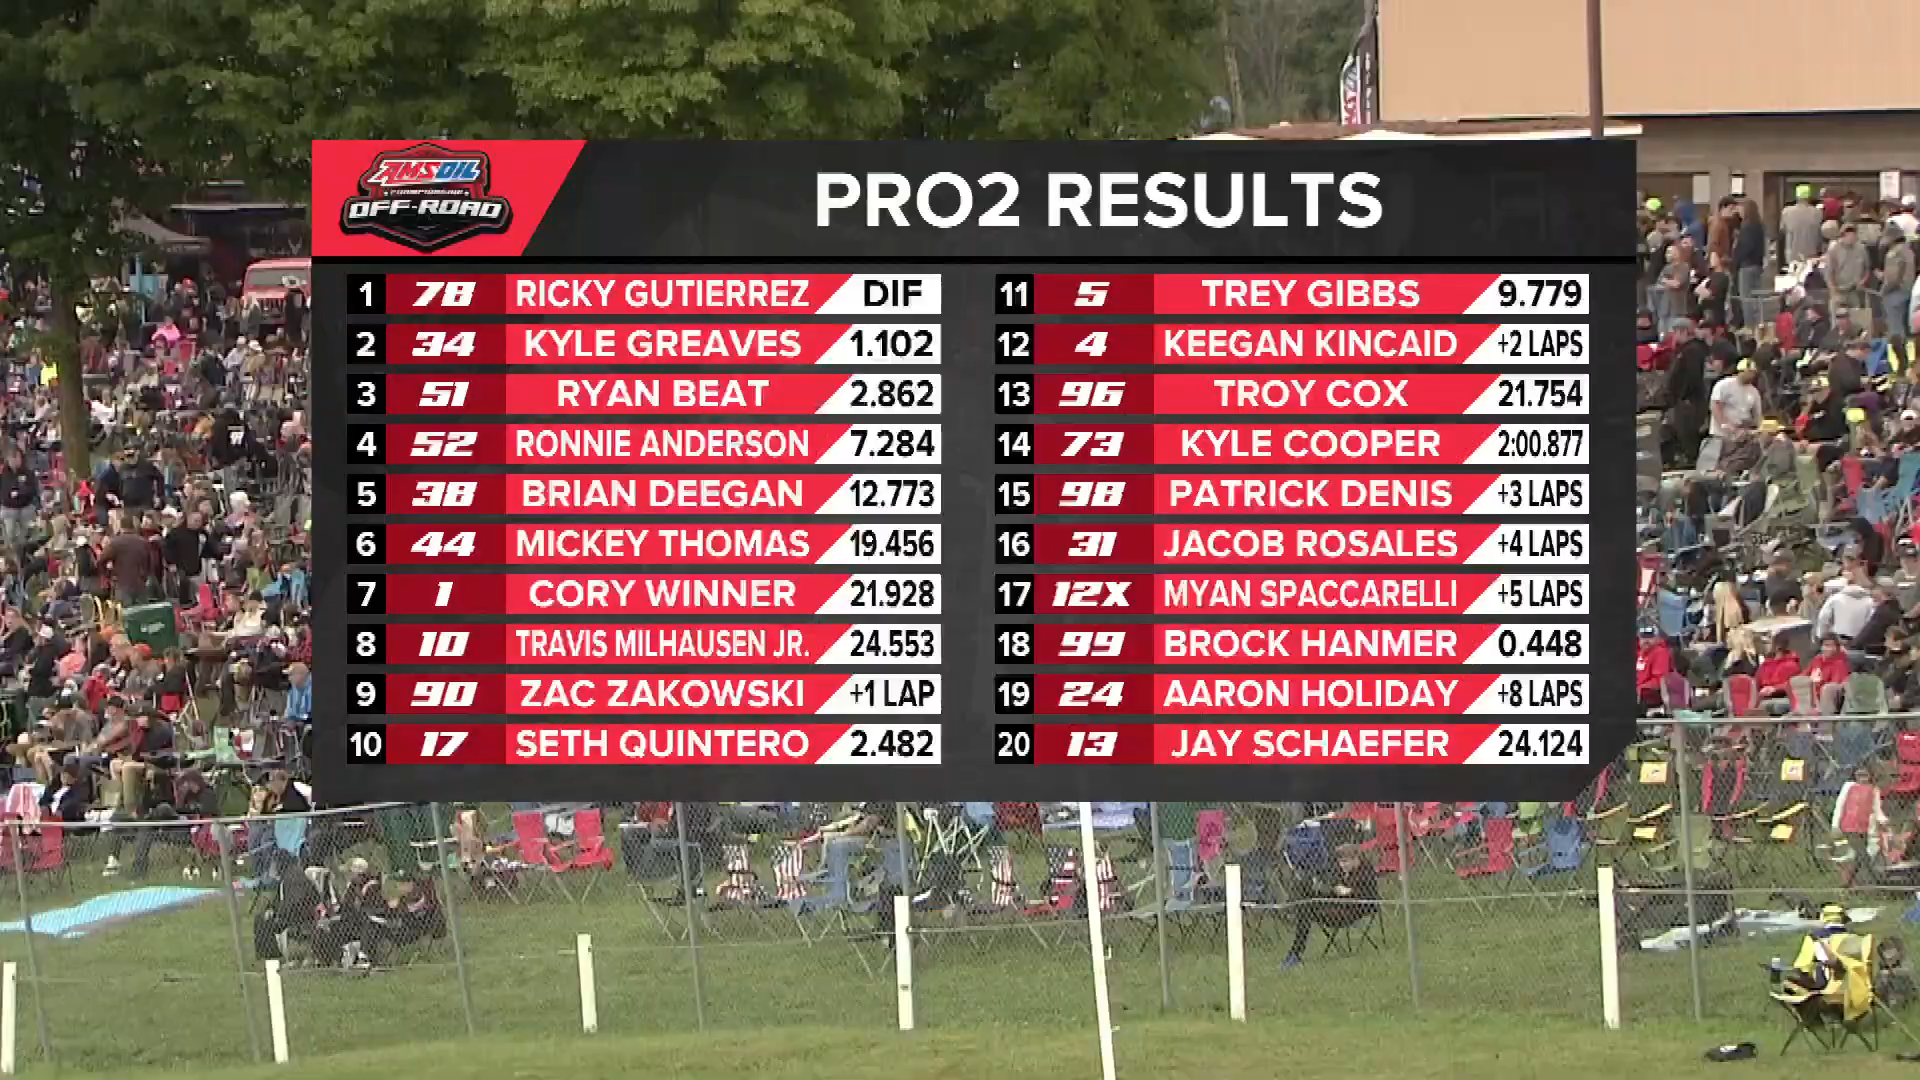 AMSOIL
CHAMPIONSHIP
OFF-ROAD
PRO2 RESULTS
1 78 RICKY GUTIERREZ DIF
2 34 KYLE GREAVES 1.102
3 51 RYAN BEAT 2.862
4 52 RONNIE ANDERSON 7.284
5 38 BRIAN DEEGAN 12.773
6 44 MICKEY THOMAS 19.456
7 1 CORY WINNER 21.928
8 10 TRAVIS MILHAUSEN JR. 24.553
9 90 ZAC ZAKOWSKI +1 LAP
10 17 SETH QUINTERO 2.482
11 5 TREY GIBBS 9.779
12 4 KEEGAN KINCAID +2 LAPS
13 96 TROY COX 21.754
14 73 KYLE COOPER 2:00.877
15 98 PATRICK DENIS +3 LAPS
16 31 JACOB ROSALES +4 LAPS
17 12X MYAN SPACCARELLI +5 LAPS
18 99 BROCK HANMER 0.448
19 24 AARON HOLIDAY +8 LAPS
20 13 JAY SCHAEFER 24.124